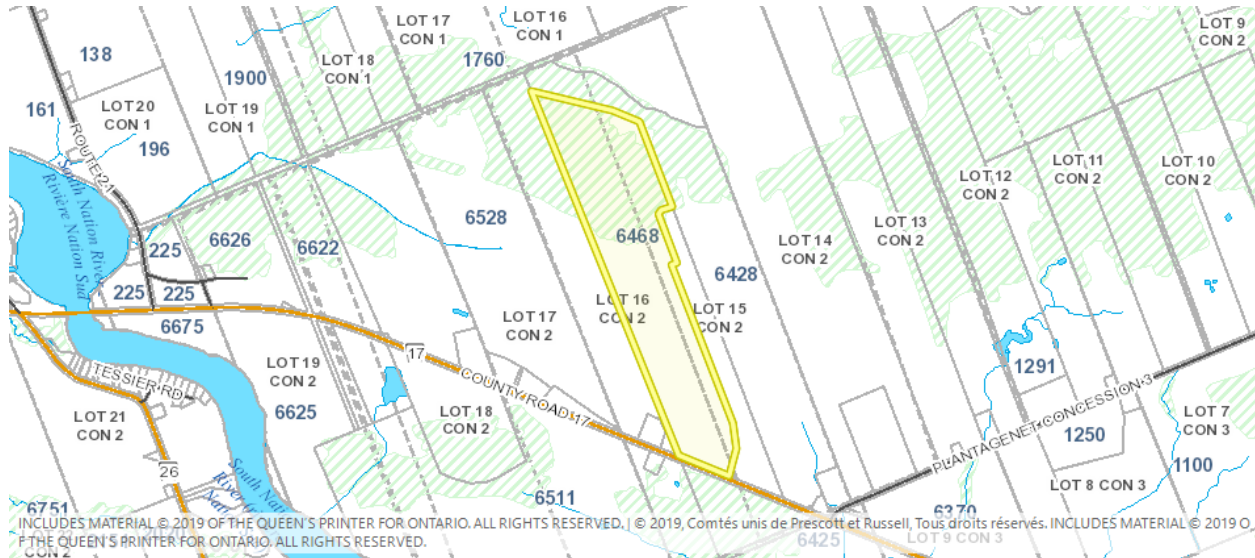 LOT 17
CON 1
LOT 16
CON 1
LOT 9
CON 2
138
1760
LOT 18
CON 1
1900
LOT 20
CON 1
LOT 19
CON 1
161
196
ROUTE 21
South Nation River
Rivière Nation Sud
LOT 11
CON 2
LOT 10
CON 2
LOT 12
CON 2
6528
LOT 13
CON 2
225
6626
6622
6468
LOT 14
CON 2
6428
225
225
LOT 16
CON 2
LOT 15
CON 2
6675
LOT 17
CON 2
17
COUNTY ROAD 17
TESSIER RD
LOT 19
CON 2
6625
1291
LOT 21
CON 2
LOT 18
CON 2
PLANTAGENET CONCESSION 3
LOT 7
CON 3
1250
26
1100
LOT 8 CON 3
6751
6511
6370
INCLUDES MATERIAL © 2019 OF THE QUEEN'S PRINTER FOR ONTARIO. ALL RIGHTS RESERVED. | © 2019, Comtés unis de Prescott et Russell, Tous droits réservés. INCLUDES MATERIAL © 2019 O
F THE QUEEN'S PRINTER FOR ONTARIO. ALL RIGHTS RESERVED.
CON 2
6425
LOT 9 CON 3